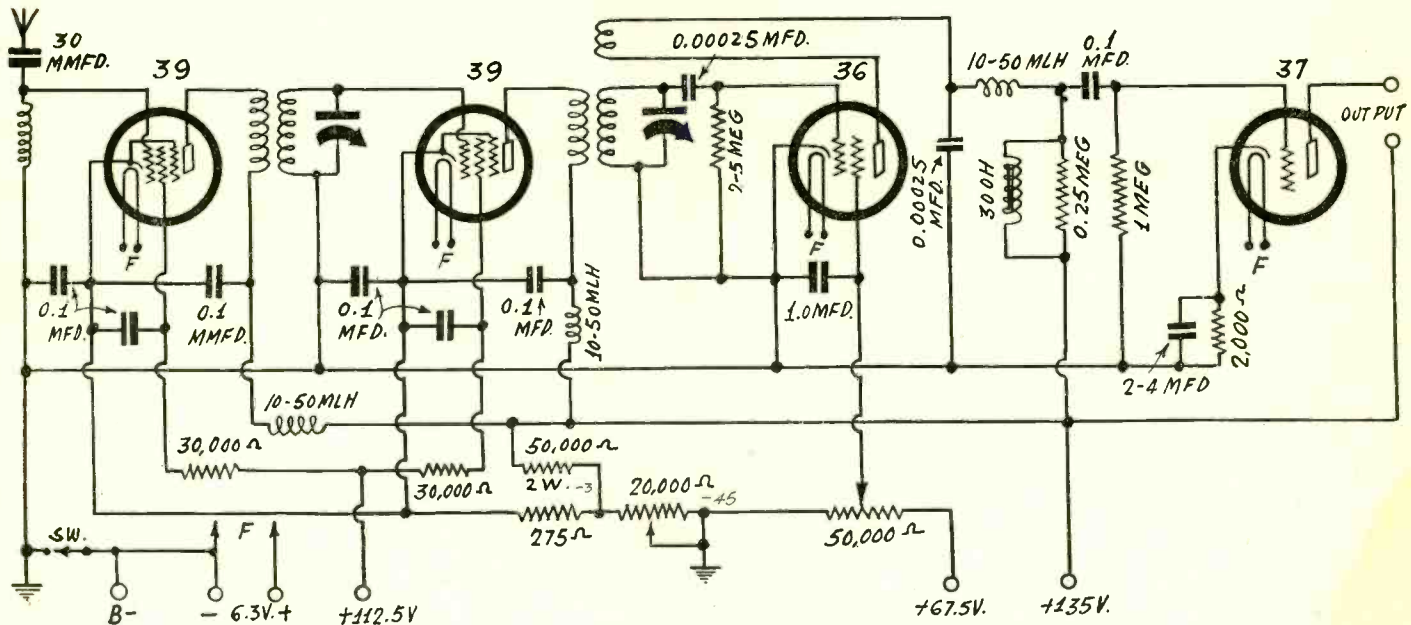 30
MMFD.
39
39
0.00025 MFD.
36
10-50 MLH
0.1
MFD.
37
OUTPUT
2-5 MEG
0.00025
MFD.
300H
0.25 MEG
1 MEG
F
F
F
0.1
MFD.
0.1
MMFD.
0.1
MFD.
0.1
MFD.
10-50 MLH
1.0 MFD.
2-4 MFD
2,000 Ω
10-50 MLH
30,000 Ω
30,000 Ω
50,000 Ω
2 W. -3
275 Ω
20,000 Ω
-45
50,000 Ω
SW.
F
B-
- 6.3V. +
+112.5V
+67.5V.
+135V.